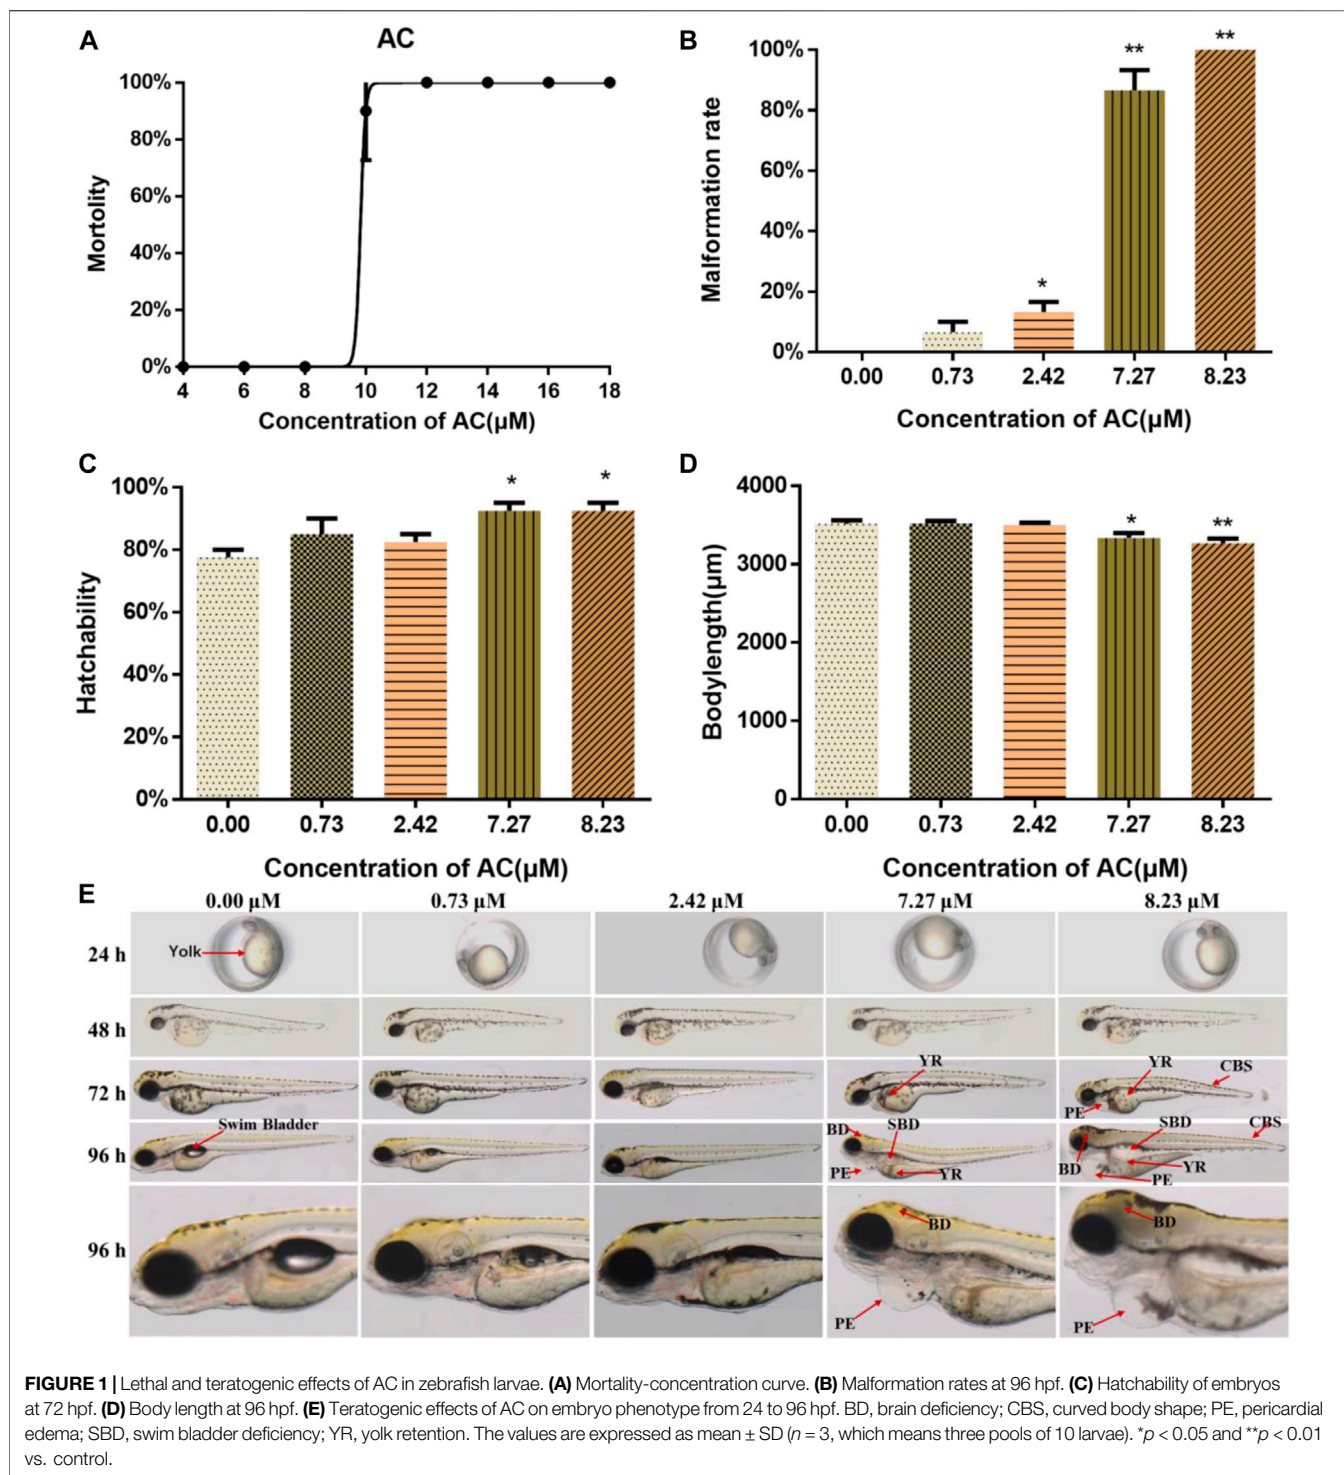 A
AC
100%
80%
60%
40%
20%
0%
Mortolity
4 6 8 10 12 14 16 18
Concentration of AC(µM)
B
100%
80%
60%
40%
20%
0%
Malformation rate
* ** **
0.00 0.73 2.42 7.27 8.23
Concentration of AC(µM)
C
100%
80%
60%
40%
20%
0%
Hatchability
* *
0.00 0.73 2.42 7.27 8.23
Concentration of AC(µM)
D
4000
3000
2000
1000
0
Bodylength(µm)
* **
0.00 0.73 2.42 7.27 8.23
Concentration of AC(µM)
E
0.00 µM 0.73 µM 2.42 µM 7.27 µM 8.23 µM
24 h
Yolk
48 h
72 h
YR
YR
CBS
PE
96 h
Swim Bladder
BD
SBD
PE
YR
SBD
CBS
BD
YR
PE
96 h
BD
PE
BD
PE
FIGURE 1 | Lethal and teratogenic effects of AC in zebrafish larvae. (A) Mortality-concentration curve. (B) Malformation rates at 96 hpf. (C) Hatchability of embryos
at 72 hpf. (D) Body length at 96 hpf. (E) Teratogenic effects of AC on embryo phenotype from 24 to 96 hpf. BD, brain deficiency; CBS, curved body shape; PE, pericardial
edema; SBD, swim bladder deficiency; YR, yolk retention. The values are expressed as mean ± SD (n = 3, which means three pools of 10 larvae). *p < 0.05 and **p < 0.01
vs. control.